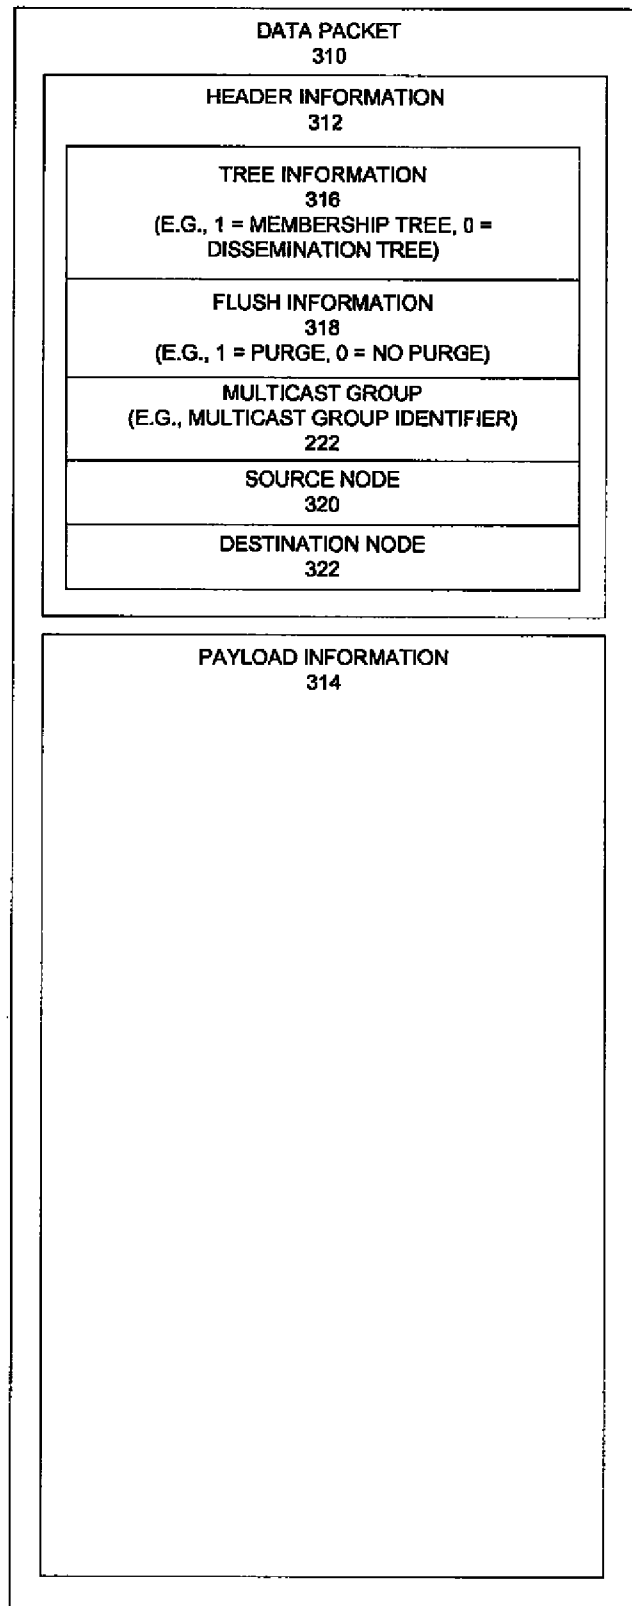 DATA PACKET
310
HEADER INFORMATION
312
TREE INFORMATION
316
(E.G., 1 = MEMBERSHIP TREE, 0 =
DISSEMINATION TREE)
FLUSH INFORMATION
318
(E.G., 1 = PURGE, 0 = NO PURGE)
MULTICAST GROUP
(E.G., MULTICAST GROUP IDENTIFIER)
222
SOURCE NODE
320
DESTINATION NODE
322
PAYLOAD INFORMATION
314